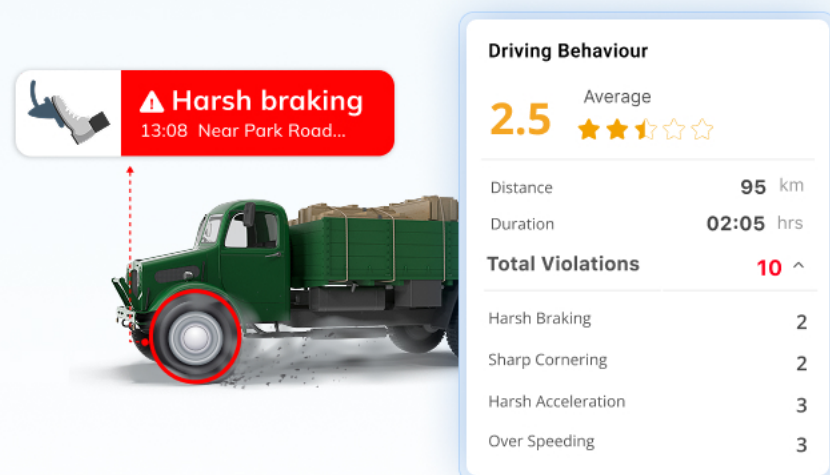 Harsh braking
13:08 Near Park Road...
Driving Behaviour
2.5
Average
Distance 95 km
Duration 02:05 hrs
Total Violations 10
Harsh Braking 2
Sharp Cornering 2
Harsh Acceleration 3
Over Speeding 3